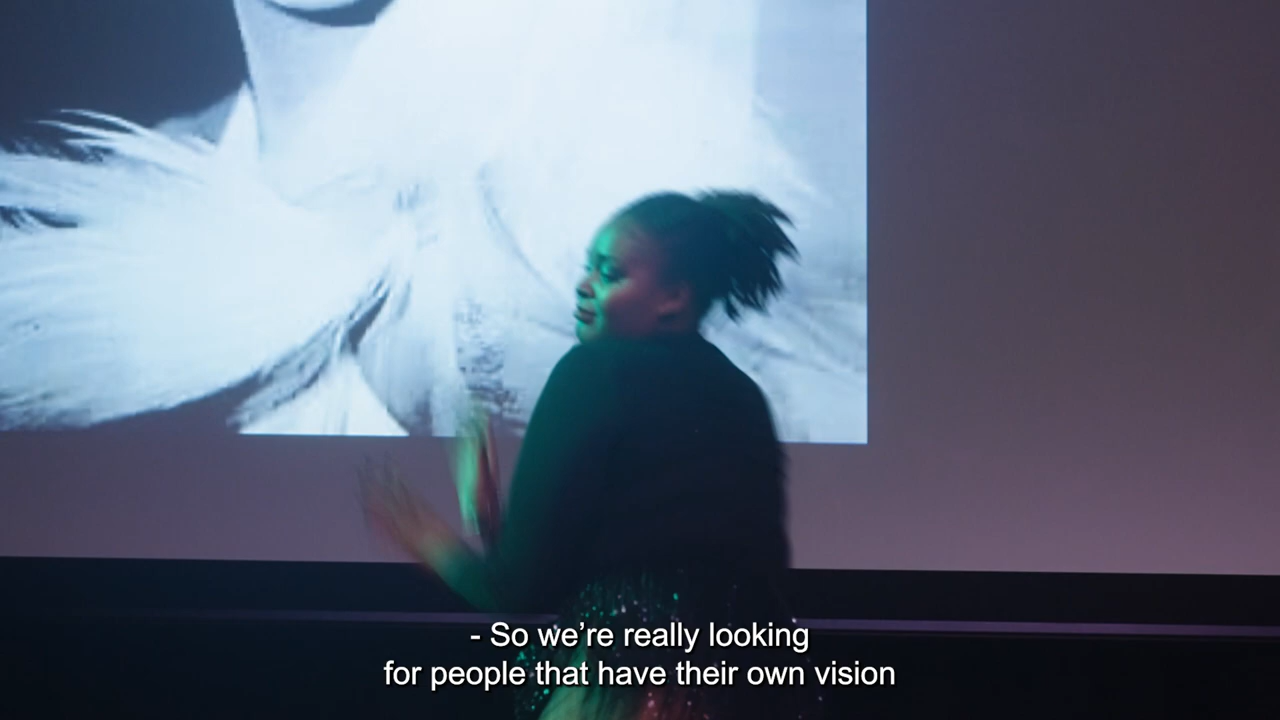 - So we’re really looking
for people that have their own vision